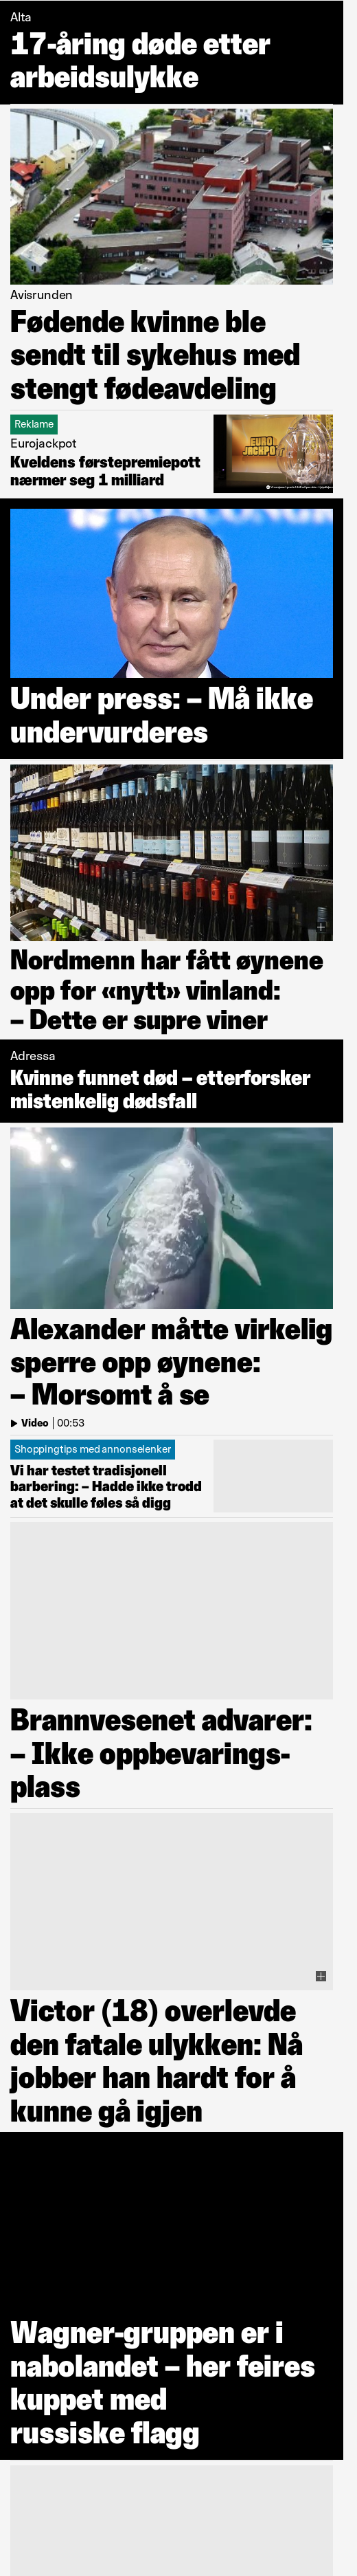 Alta
17-åring døde etter
arbeidsulykke
Avisrunden
Fødende kvinne ble
sendt til sykehus med
stengt fødeavdeling
Reklame
Eurojackpot
Kveldens førstepremiepott
nærmer seg 1 milliard
EURO
JACKPOT
Under press: – Må ikke
undervurderes
Nordmenn har fått øynene
opp for «nytt» vinland:
– Dette er supre viner
Adressa
Kvinne funnet død – etterforsker
mistenkelig dødsfall
Alexander måtte virkelig
sperre opp øynene:
– Morsomt å se
Video | 00:53
Shoppingtips med annonselenker
Vi har testet tradisjonell
barbering: – Hadde ikke trodd
at det skulle føles så digg
Brannvesenet advarer:
– Ikke oppbevarings-
plass
Victor (18) overlevde
den fatale ulykken: Nå
jobber han hardt for å
kunne gå igjen
Wagner-gruppen er i
nabolandet – her feires
kuppet med
russiske flagg